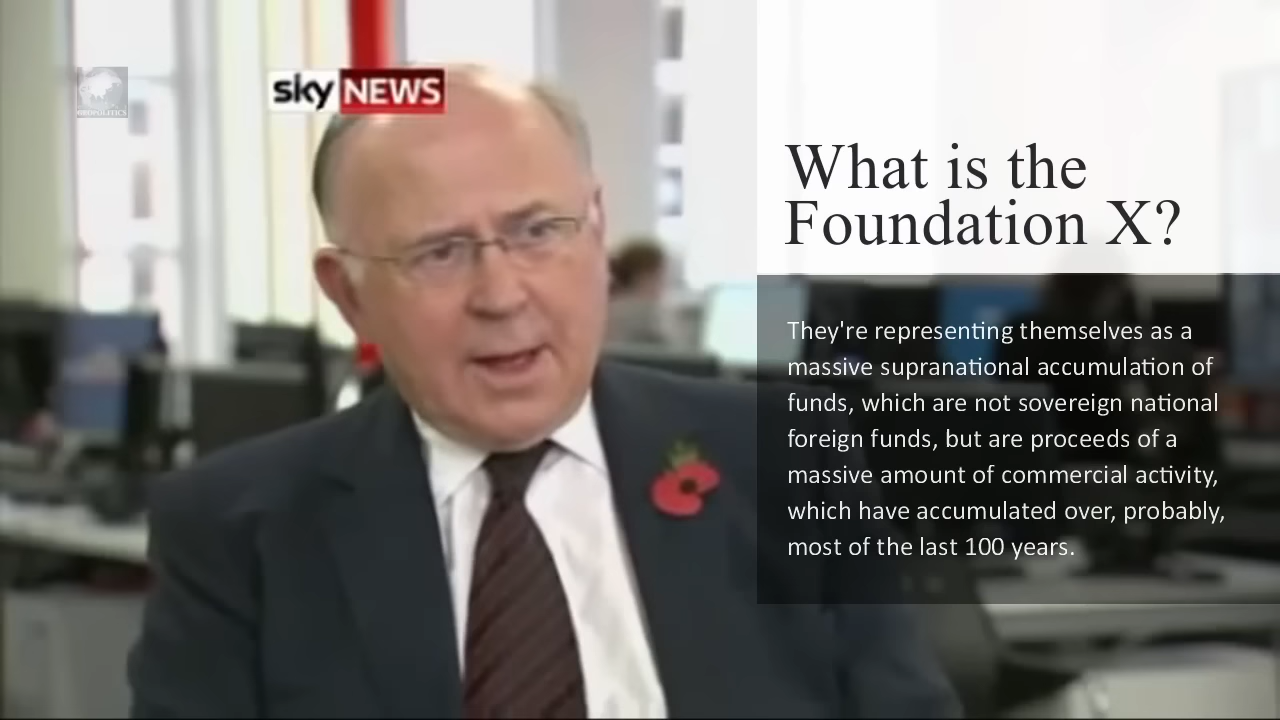 sky NEWS
What is the
Foundation X?
They're representing themselves as a
massive supranational accumulation of
funds, which are not sovereign national
foreign funds, but are proceeds of a
massive amount of commercial activity,
which have accumulated over, probably,
most of the last 100 years.